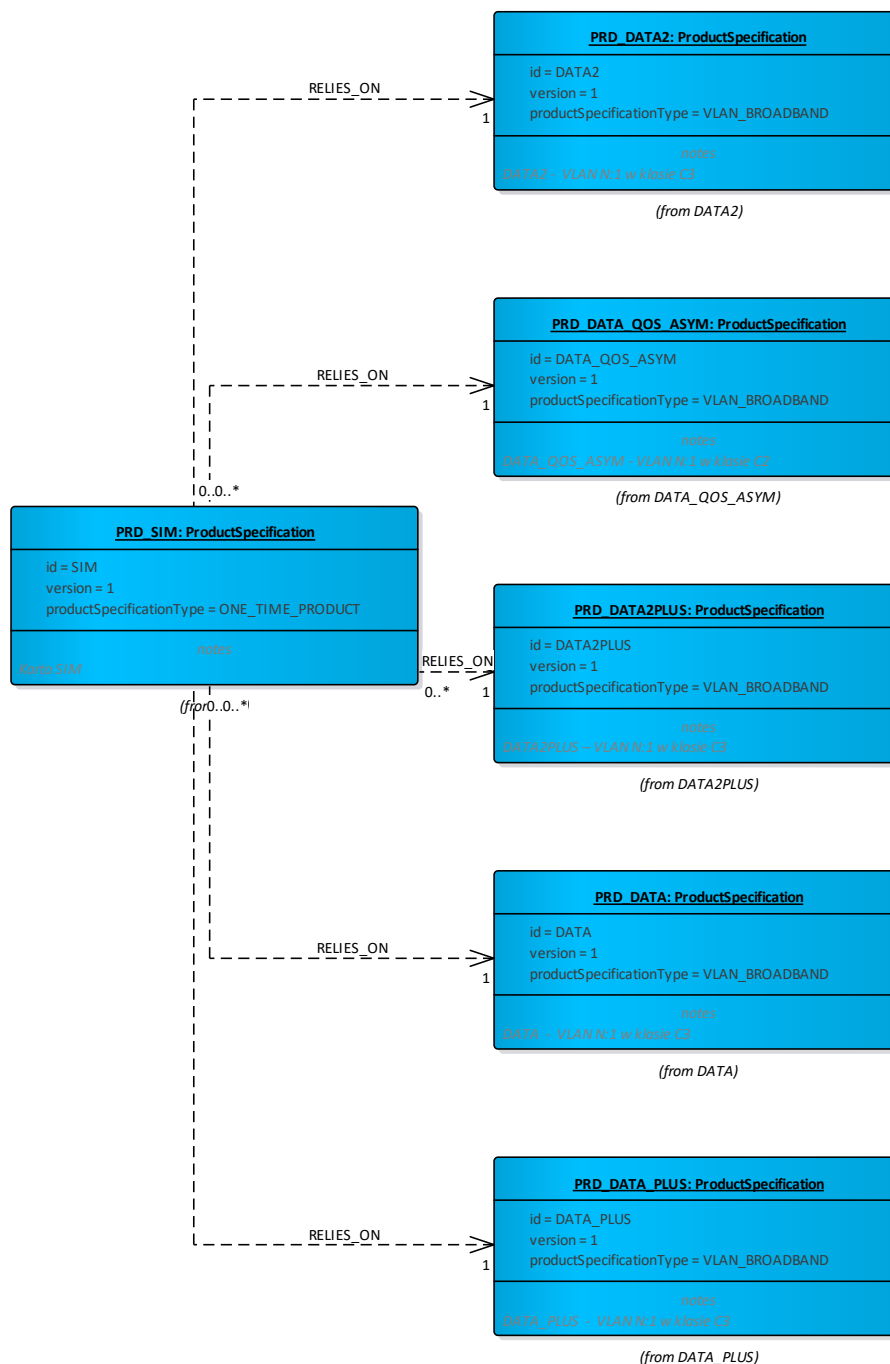 PRD_DATA2: ProductSpecification
id = DATA2
version = 1
productSpecificationType = VLAN_BROADBAND
notes
DATA2 - VLAN N:1 w klasie C3
(from DATA2)
RELIES_ON
1
PRD_DATA_QOS_ASYM: ProductSpecification
id = DATA_QOS_ASYM
version = 1
productSpecificationType = VLAN_BROADBAND
notes
DATA_QOS_ASYM - VLAN N:1 w klasie C2
(from DATA_QOS_ASYM)
RELIES_ON
1
0..0..*
PRD_SIM: ProductSpecification
id = SIM
version = 1
productSpecificationType = ONE_TIME_PRODUCT
notes
Karta SIM
(fror0..0..*
PRD_DATA2PLUS: ProductSpecification
id = DATA2PLUS
version = 1
productSpecificationType = VLAN_BROADBAND
notes
DATA2PLUS - VLAN N:1 w klasie C3
(from DATA2PLUS)
RELIES_ON
0..*
1
PRD_DATA: ProductSpecification
id = DATA
version = 1
productSpecificationType = VLAN_BROADBAND
notes
DATA - VLAN N:1 w klasie C3
(from DATA)
RELIES_ON
1
PRD_DATA_PLUS: ProductSpecification
id = DATA_PLUS
version = 1
productSpecificationType = VLAN_BROADBAND
notes
DATA_PLUS - VLAN N:1 w klasie C3
(from DATA_PLUS)
RELIES_ON
1